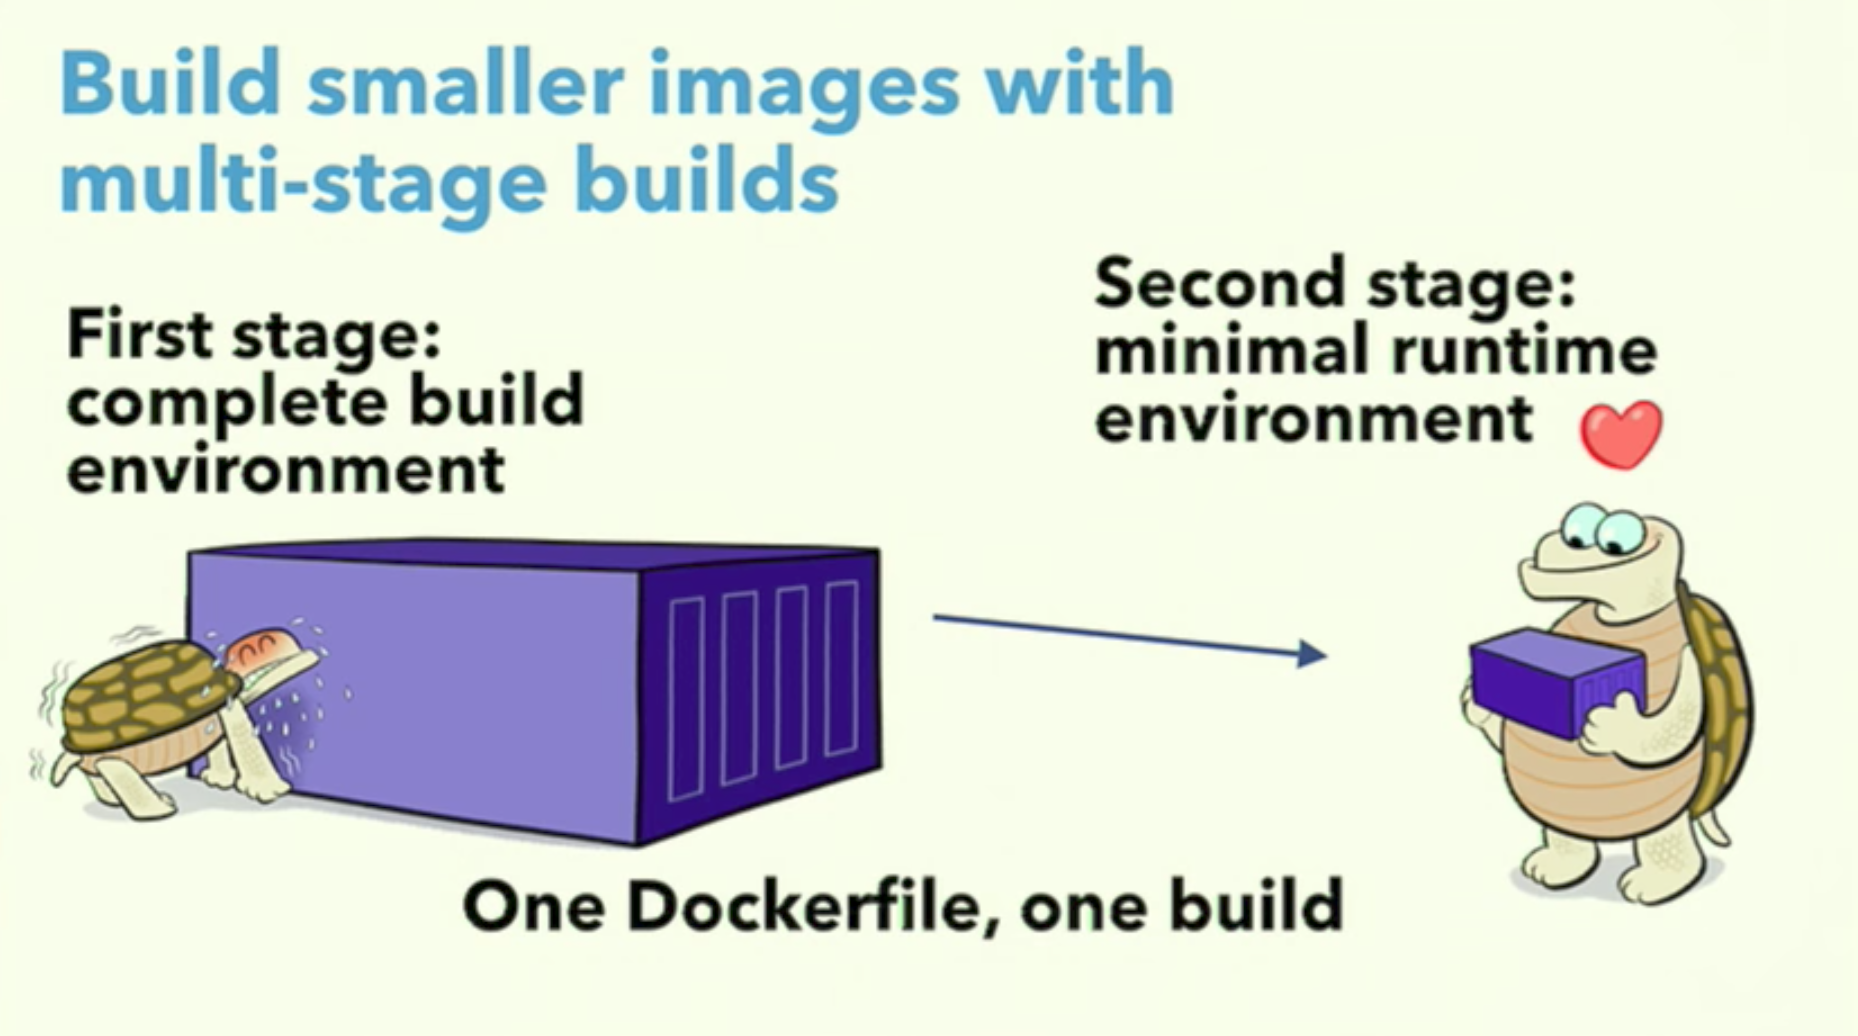 Build smaller images with
multi-stage builds
First stage:
complete build
environment
Second stage:
minimal runtime
environment
One Dockerfile, one build